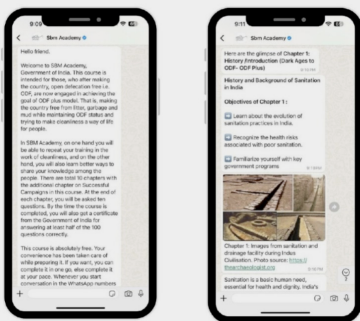 9:09
Sbm Academy
Hello friend.
Welcome to SBM Academy,
Government of India. This course is
intended for those, who after making
the country, open defecation free i.e.
ODF, are now engaged in achieving the
goal of ODF plus model. That is, making
the country free from litter, garbage and
mud while maintaining ODF status and
trying to make cleanliness a way of life
for people.
In SBM Academy, on one hand you will
be able to repeat your training in the
work of cleanliness, and on the other
hand, you will also learn better ways to
share your knowledge among the
people. There are total 10 chapters with
the additional chapter on Successful
Campaigns in this course. At the end of
each chapter, you will be asked ten
questions. By the time the course is
completed, you will also get a certificate
from the Government of India for
answering at least half of the 100
questions correctly.
This course is absolutely free. Your
convenience has been taken care of
while preparing it. If you want, you can
complete it in one go, else complete it
at your pace. Whenever you start
conversation in the WhatsApp numbers
9:11
Sbm Academy
Here are the glimpse of Chapter 1:
History /Introduction (Dark Ages to
ODF- ODF Plus)
History and Background of Sanitation
in India
Objectives of Chapter 1 :
Learn about the evolution of
sanitation practices in India.
Recognize the health risks
associated with poor sanitation.
Familiarize yourself with key
government programs
Chapter 1: Images from sanitation and
drainage facility during Indus
Civilisation. Photo source: https://
thearchaeologist.org
Sanitation is a basic human need,
essential for health and dignity. India's